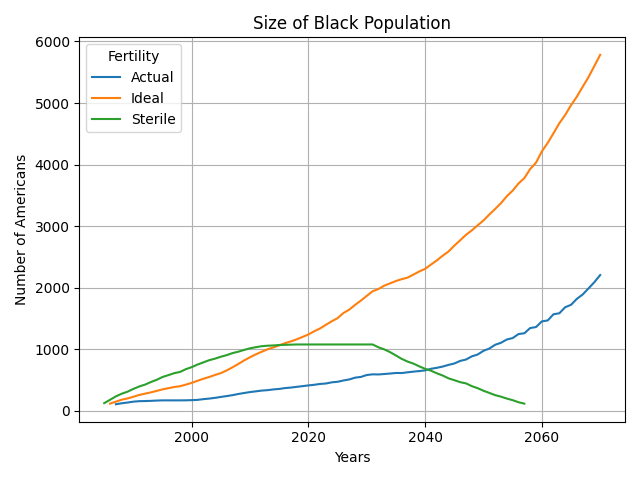 Size of Black Population
Fertility
Actual
Ideal
Sterile
Number of Americans
6000
5000
4000
3000
2000
1000
0
2000
2020
2040
2060
Years